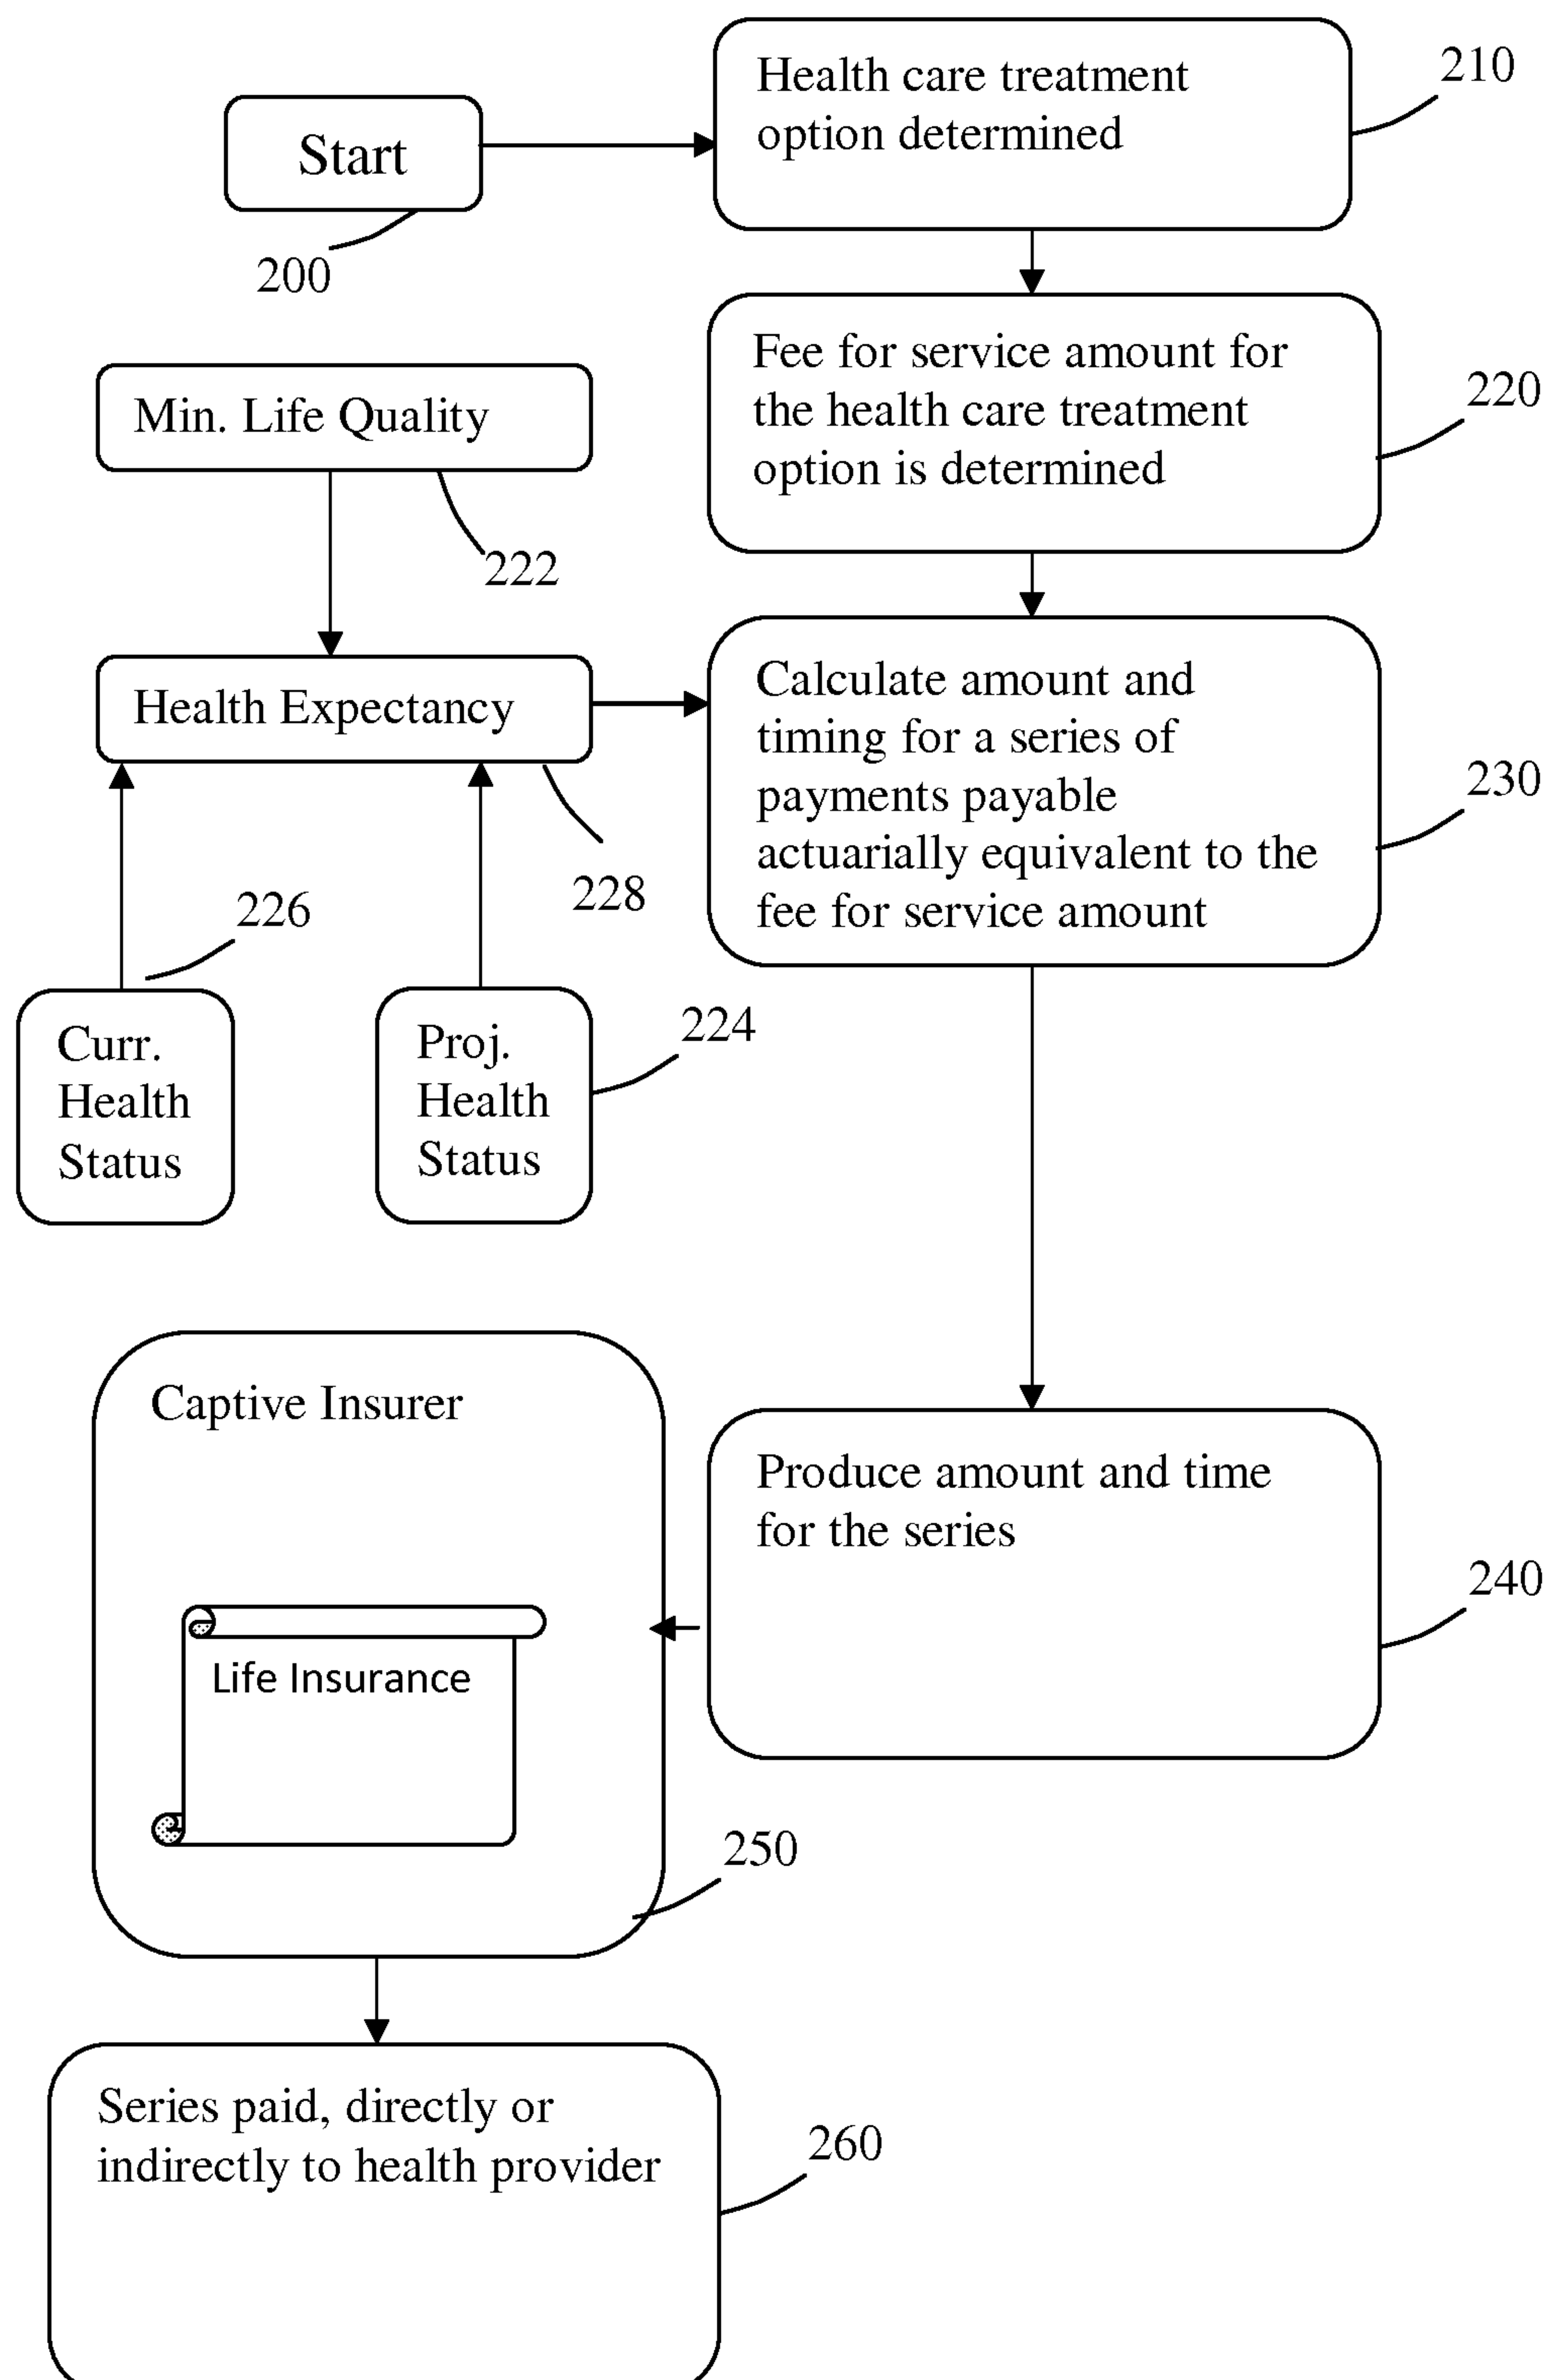 Start
200
Health care treatment
option determined
210
Fee for service amount for
the health care treatment
option is determined
220
Min. Life Quality
222
Health Expectancy
228
Calculate amount and
timing for a series of
payments payable
actuarially equivalent to the
fee for service amount
230
226
Curr.
Health
Status
Proj.
Health
Status
224
Captive Insurer
Life Insurance
250
Produce amount and time
for the series
240
Series paid, directly or
indirectly to health provider
260